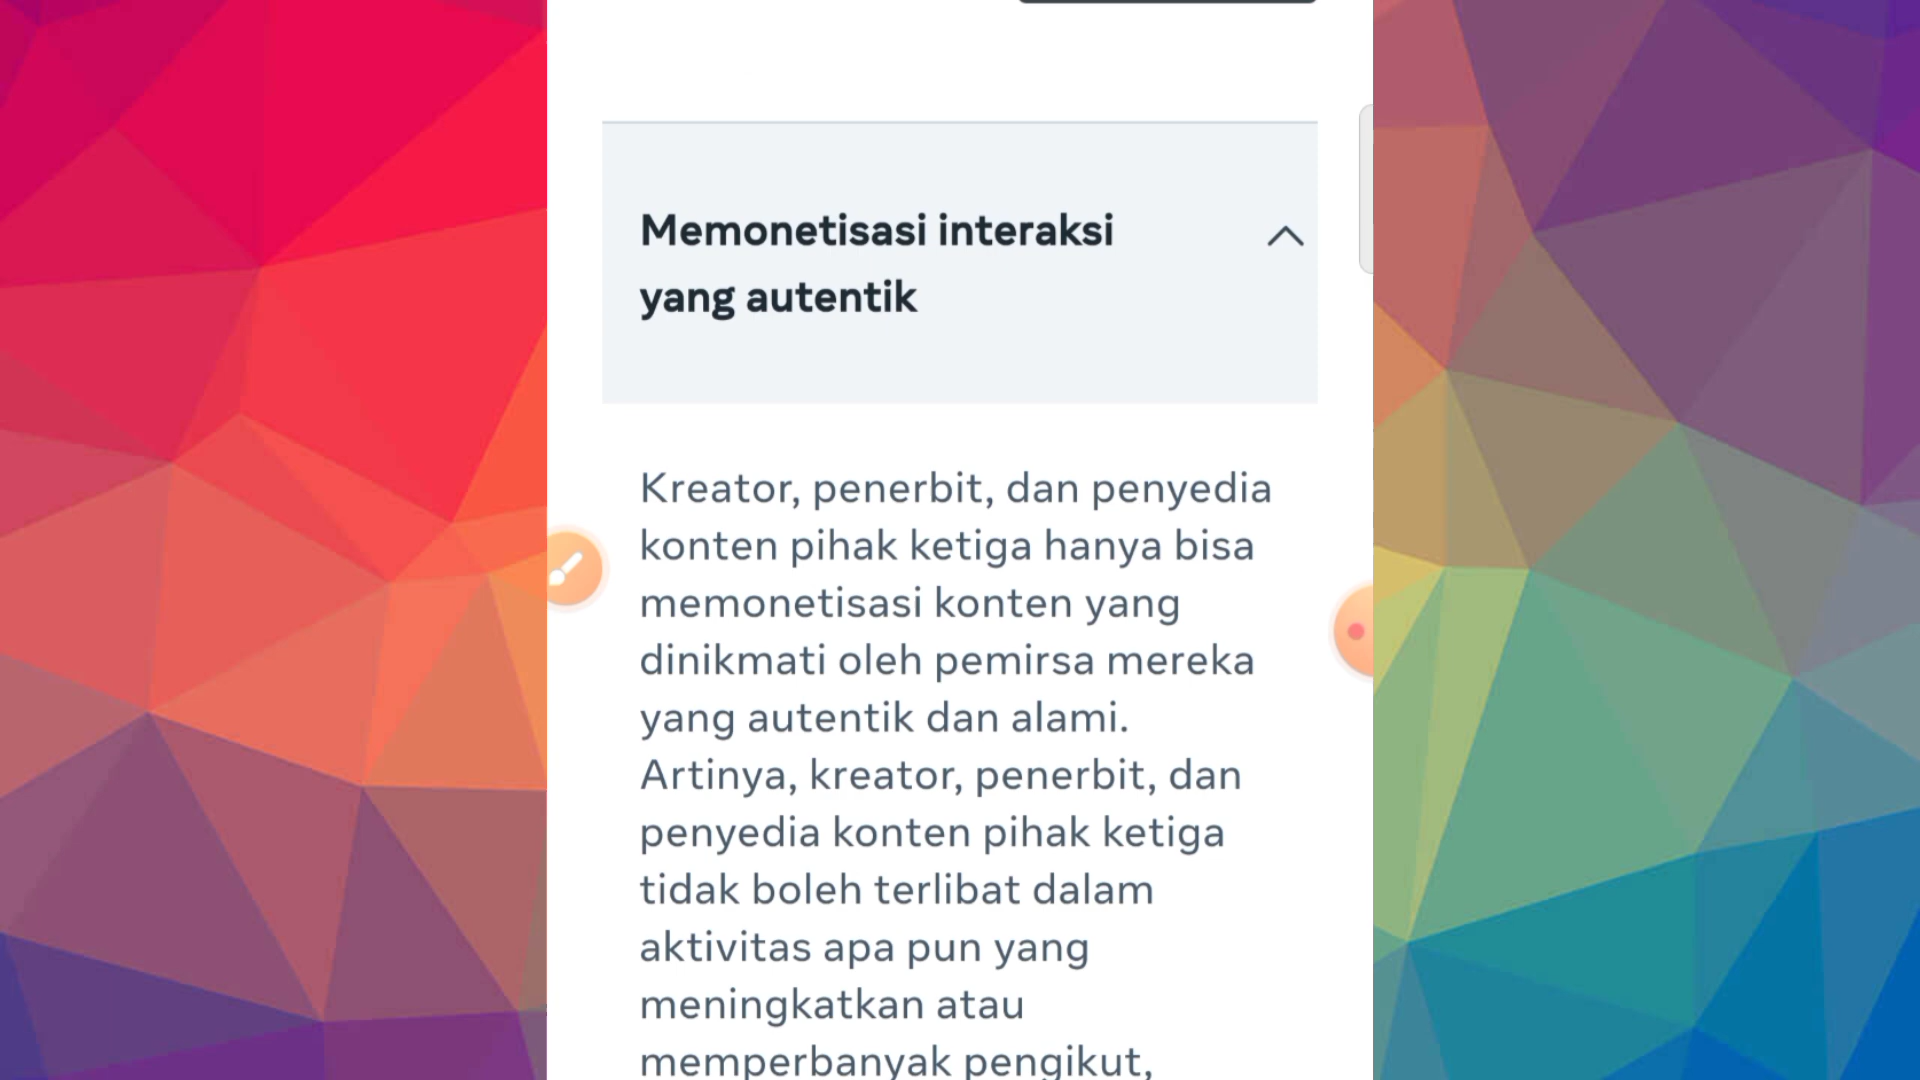 Memonetisasi interaksi
yang autentik
Kreator, penerbit, dan penyedia
konten pihak ketiga hanya bisa
memonetisasi konten yang
dinikmati oleh pemirsa mereka
yang autentik dan alami.
Artinya, kreator, penerbit, dan
penyedia konten pihak ketiga
tidak boleh terlibat dalam
aktivitas apa pun yang
meningkatkan atau
memperbanyak pengikut,